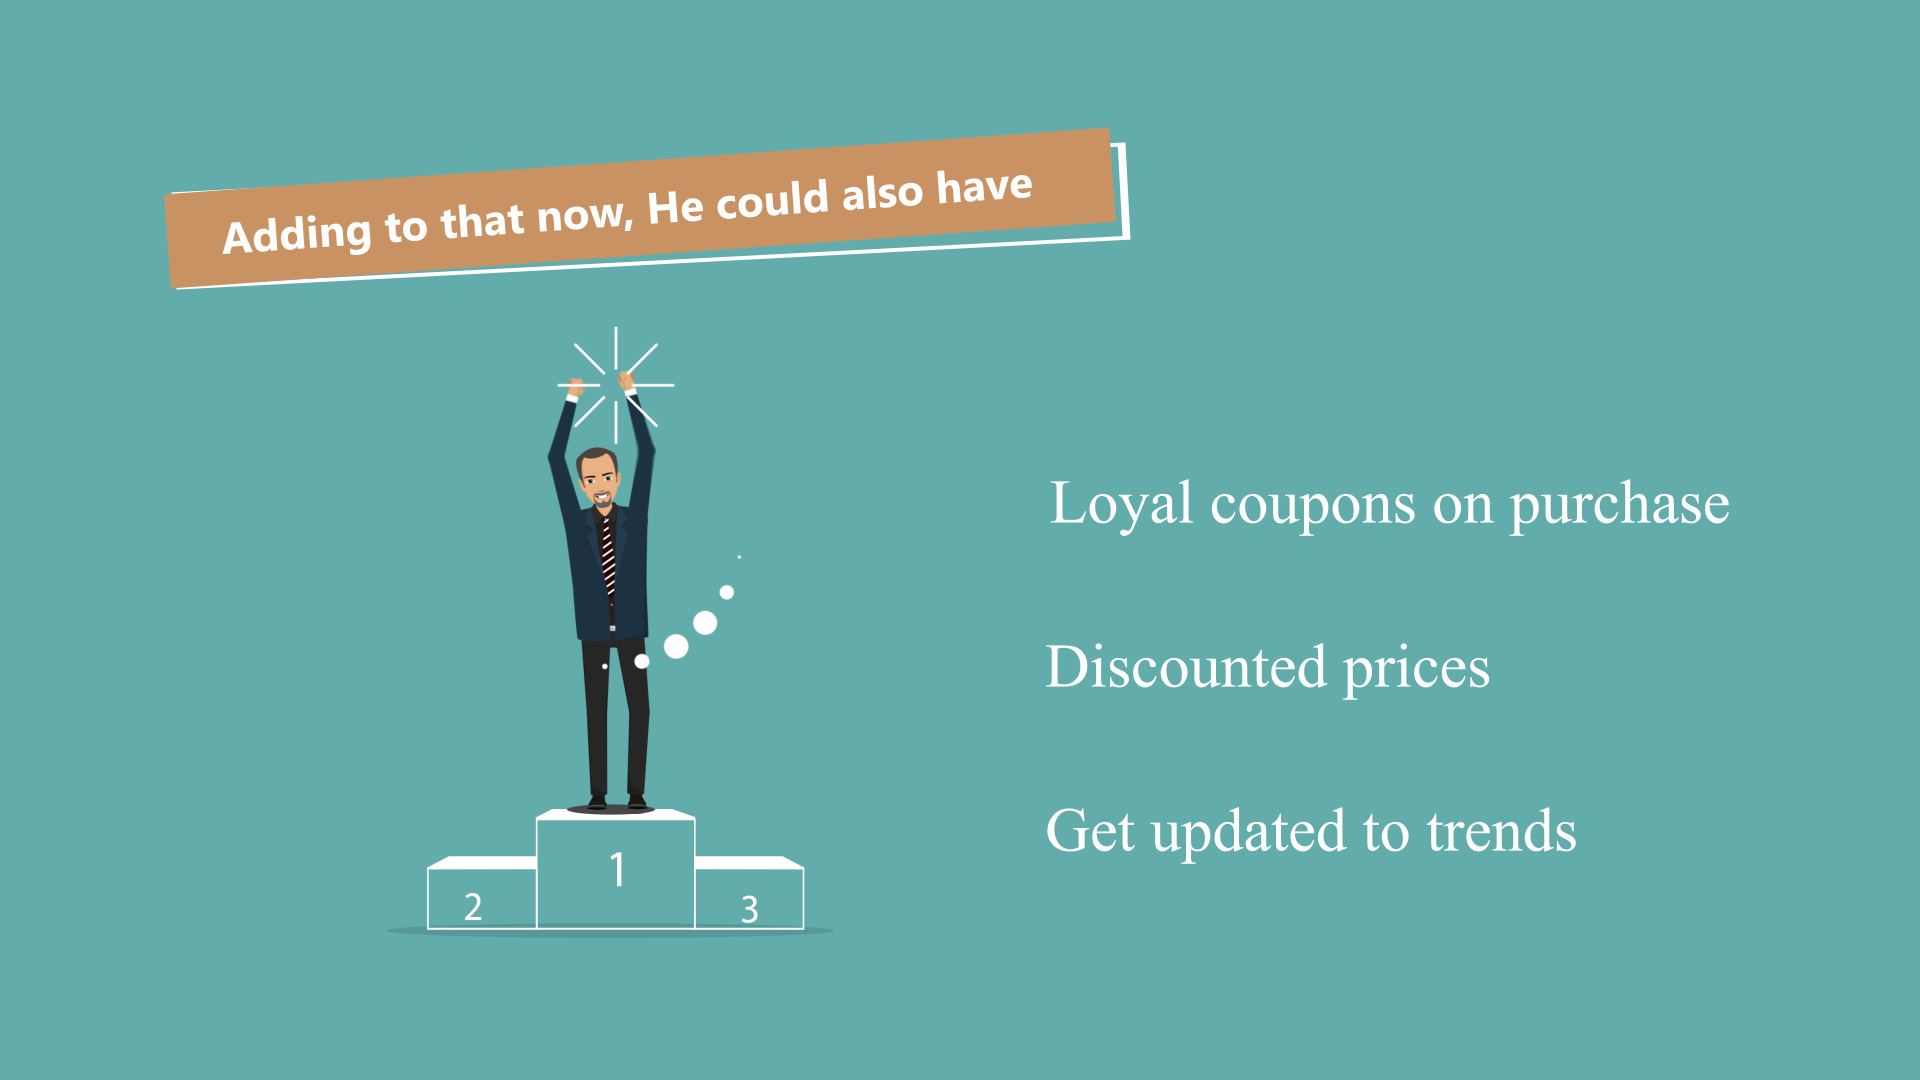 Adding to that now, He could also have
Loyal coupons on purchase
Discounted prices
Get updated to trends
1
2
3